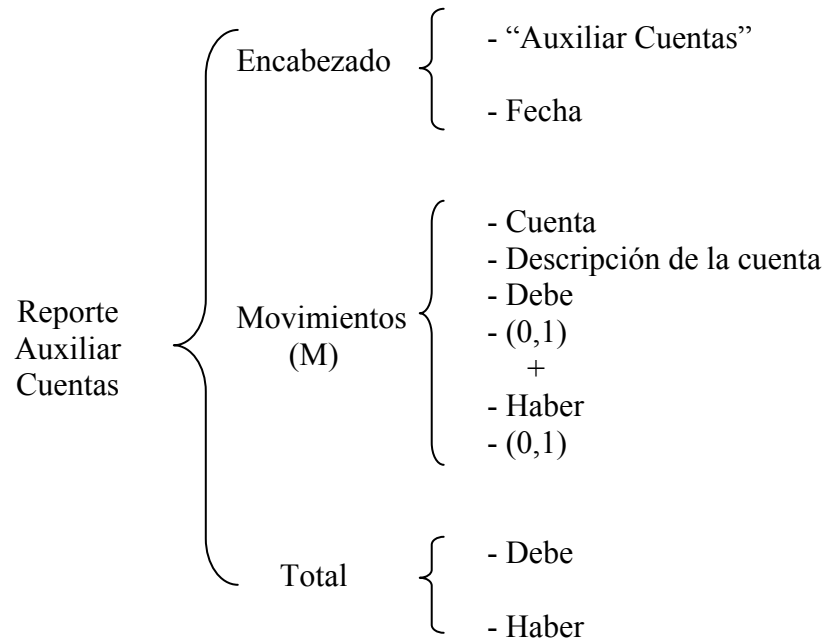 Reporte
Auxiliar
Cuentas
Encabezado
- “Auxiliar Cuentas”
- Fecha
Movimientos
(M)
- Cuenta
- Descripción de la cuenta
- Debe
- (0,1)
+
- Haber
- (0,1)
Total
- Debe
- Haber